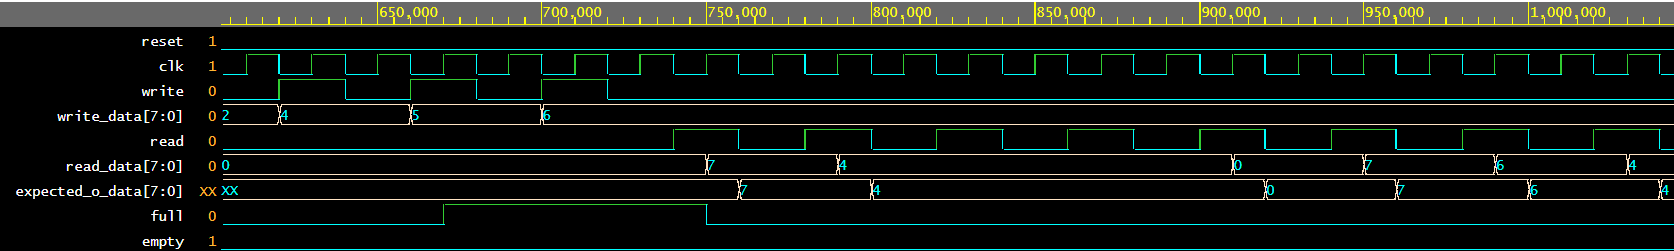 650,000 700,000 750,000 800,000 850,000 900,000 950,000 1,000,000
reset 1
clk 1
write 0
write_data[7:0] 0 2 4 5 6
read 0
read_data[7:0] 0 0 7 4 0 7 6 4
expected_o_data[7:0] XX XX 7 4 0 7 6 4
full 0
empty 1